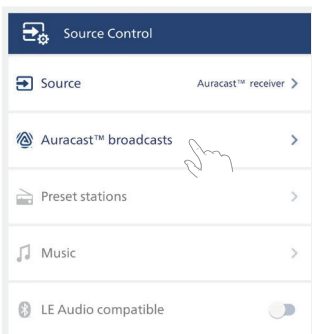 Source Control
Source Auracast™ receiver
Auracast™ broadcasts
Preset stations
Music
LE Audio compatible